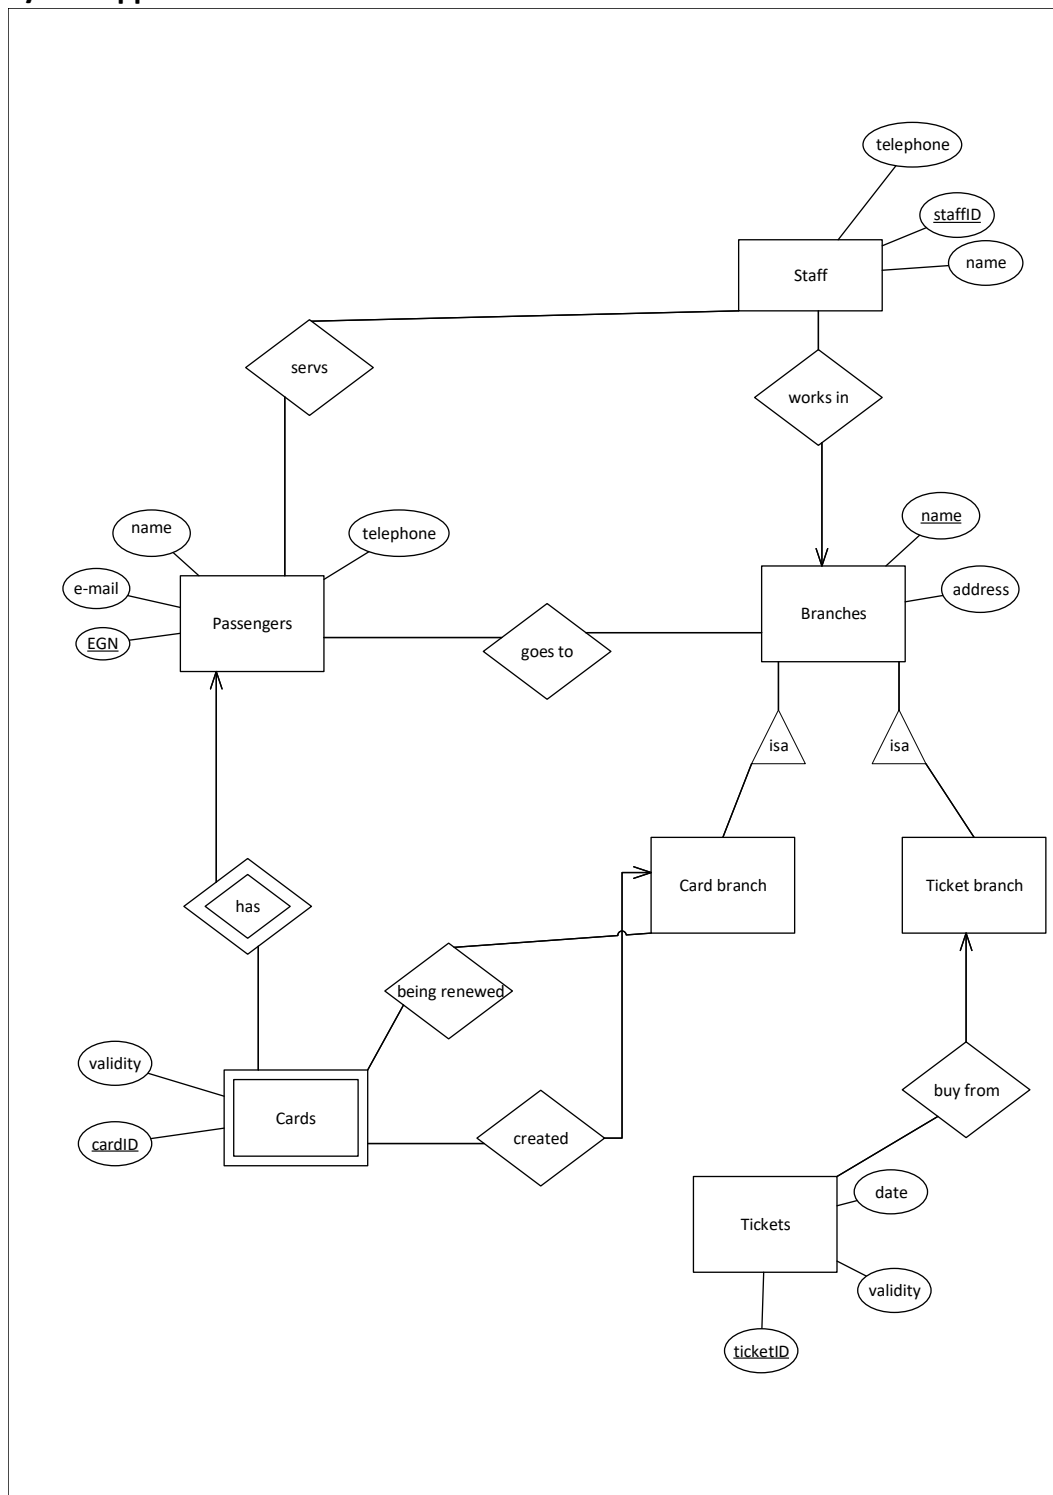 telephone
staffID
name
Staff
servs
works in
name
telephone
name
e-mail
address
Passengers
Branches
EGN
goes to
isa
isa
Card branch
Ticket branch
has
being renewed
validity
buy from
Cards
created
cardID
date
Tickets
validity
ticketID